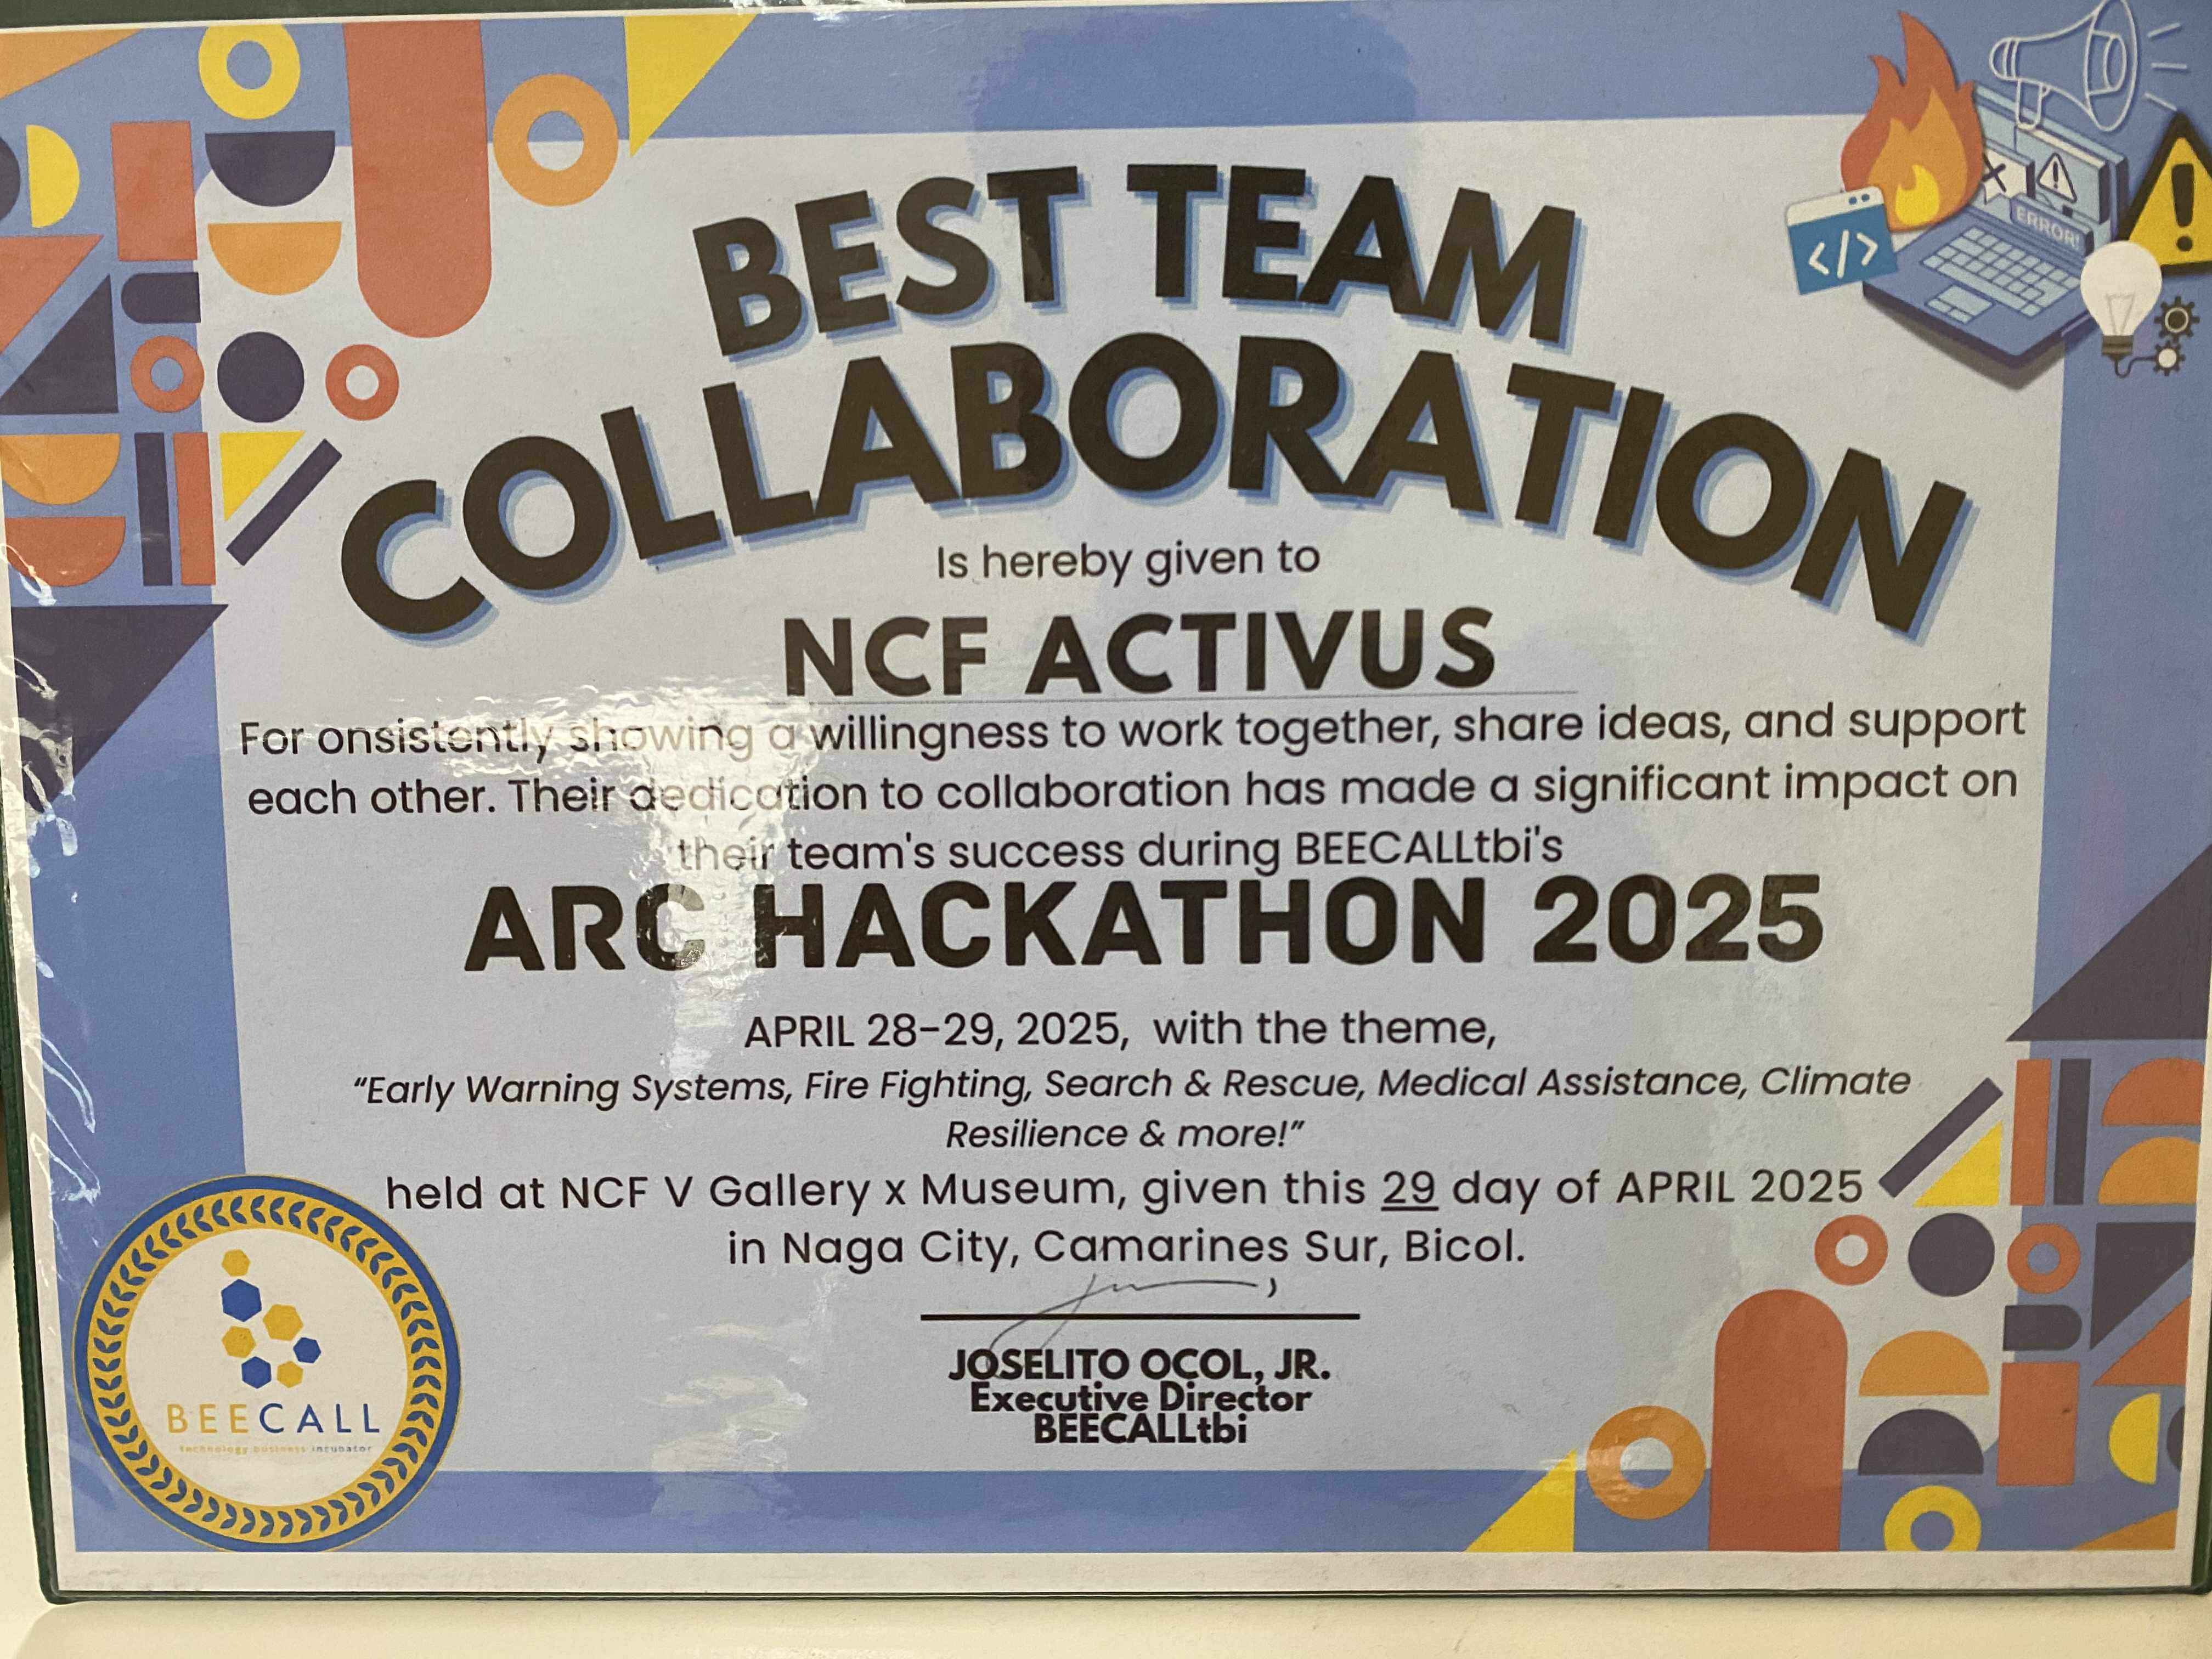 BEST TEAM
COLLABORATION
Is hereby given to
NCF ACTIVUS
For onsistently showing a willingness to work together, share ideas, and support
each other. Their dedication to collaboration has made a significant impact on
their team's success during BEECALLtbi's
ARC HACKATHON 2025
APRIL 28-29, 2025, with the theme,
“Early Warning Systems, Fire Fighting, Search & Rescue, Medical Assistance, Climate
Resilience & more!”
held at NCF V Gallery x Museum, given this 29 day of APRIL 2025
in Naga City, Camarines Sur, Bicol.
JOSELITO OCOL, JR.
Executive Director
BEECALLtbi
BEECALL
technology business incubator
</>
ERROR!